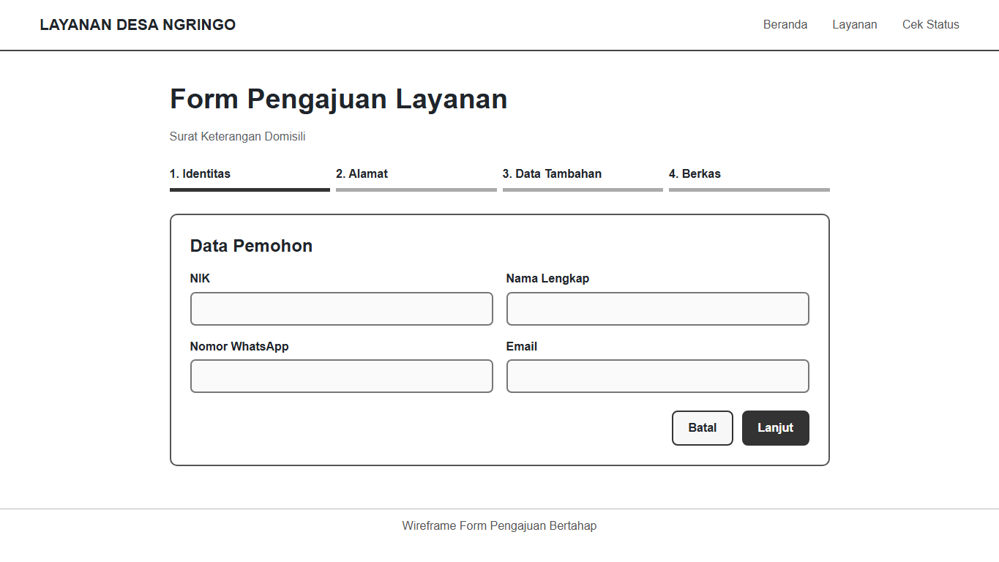 LAYANAN DESA NGRINGO
Beranda Layanan Cek Status
Form Pengajuan Layanan
Surat Keterangan Domisili
1. Identitas 2. Alamat 3. Data Tambahan 4. Berkas
Data Pemohon
NIK Nama Lengkap
Nomor WhatsApp Email
Batal Lanjut
Wireframe Form Pengajuan Bertahap